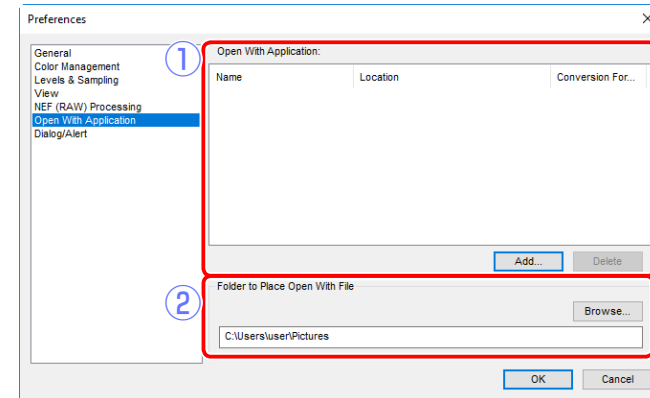 Preferences
General
Color Management
Levels & Sampling
View
NEF (RAW) Processing
Open With Application
Dialog/Alert
①
Open With Application:
Name Location Conversion For...
Add... Delete
②
Folder to Place Open With File
Browse...
C:\Users\user\Pictures
OK Cancel